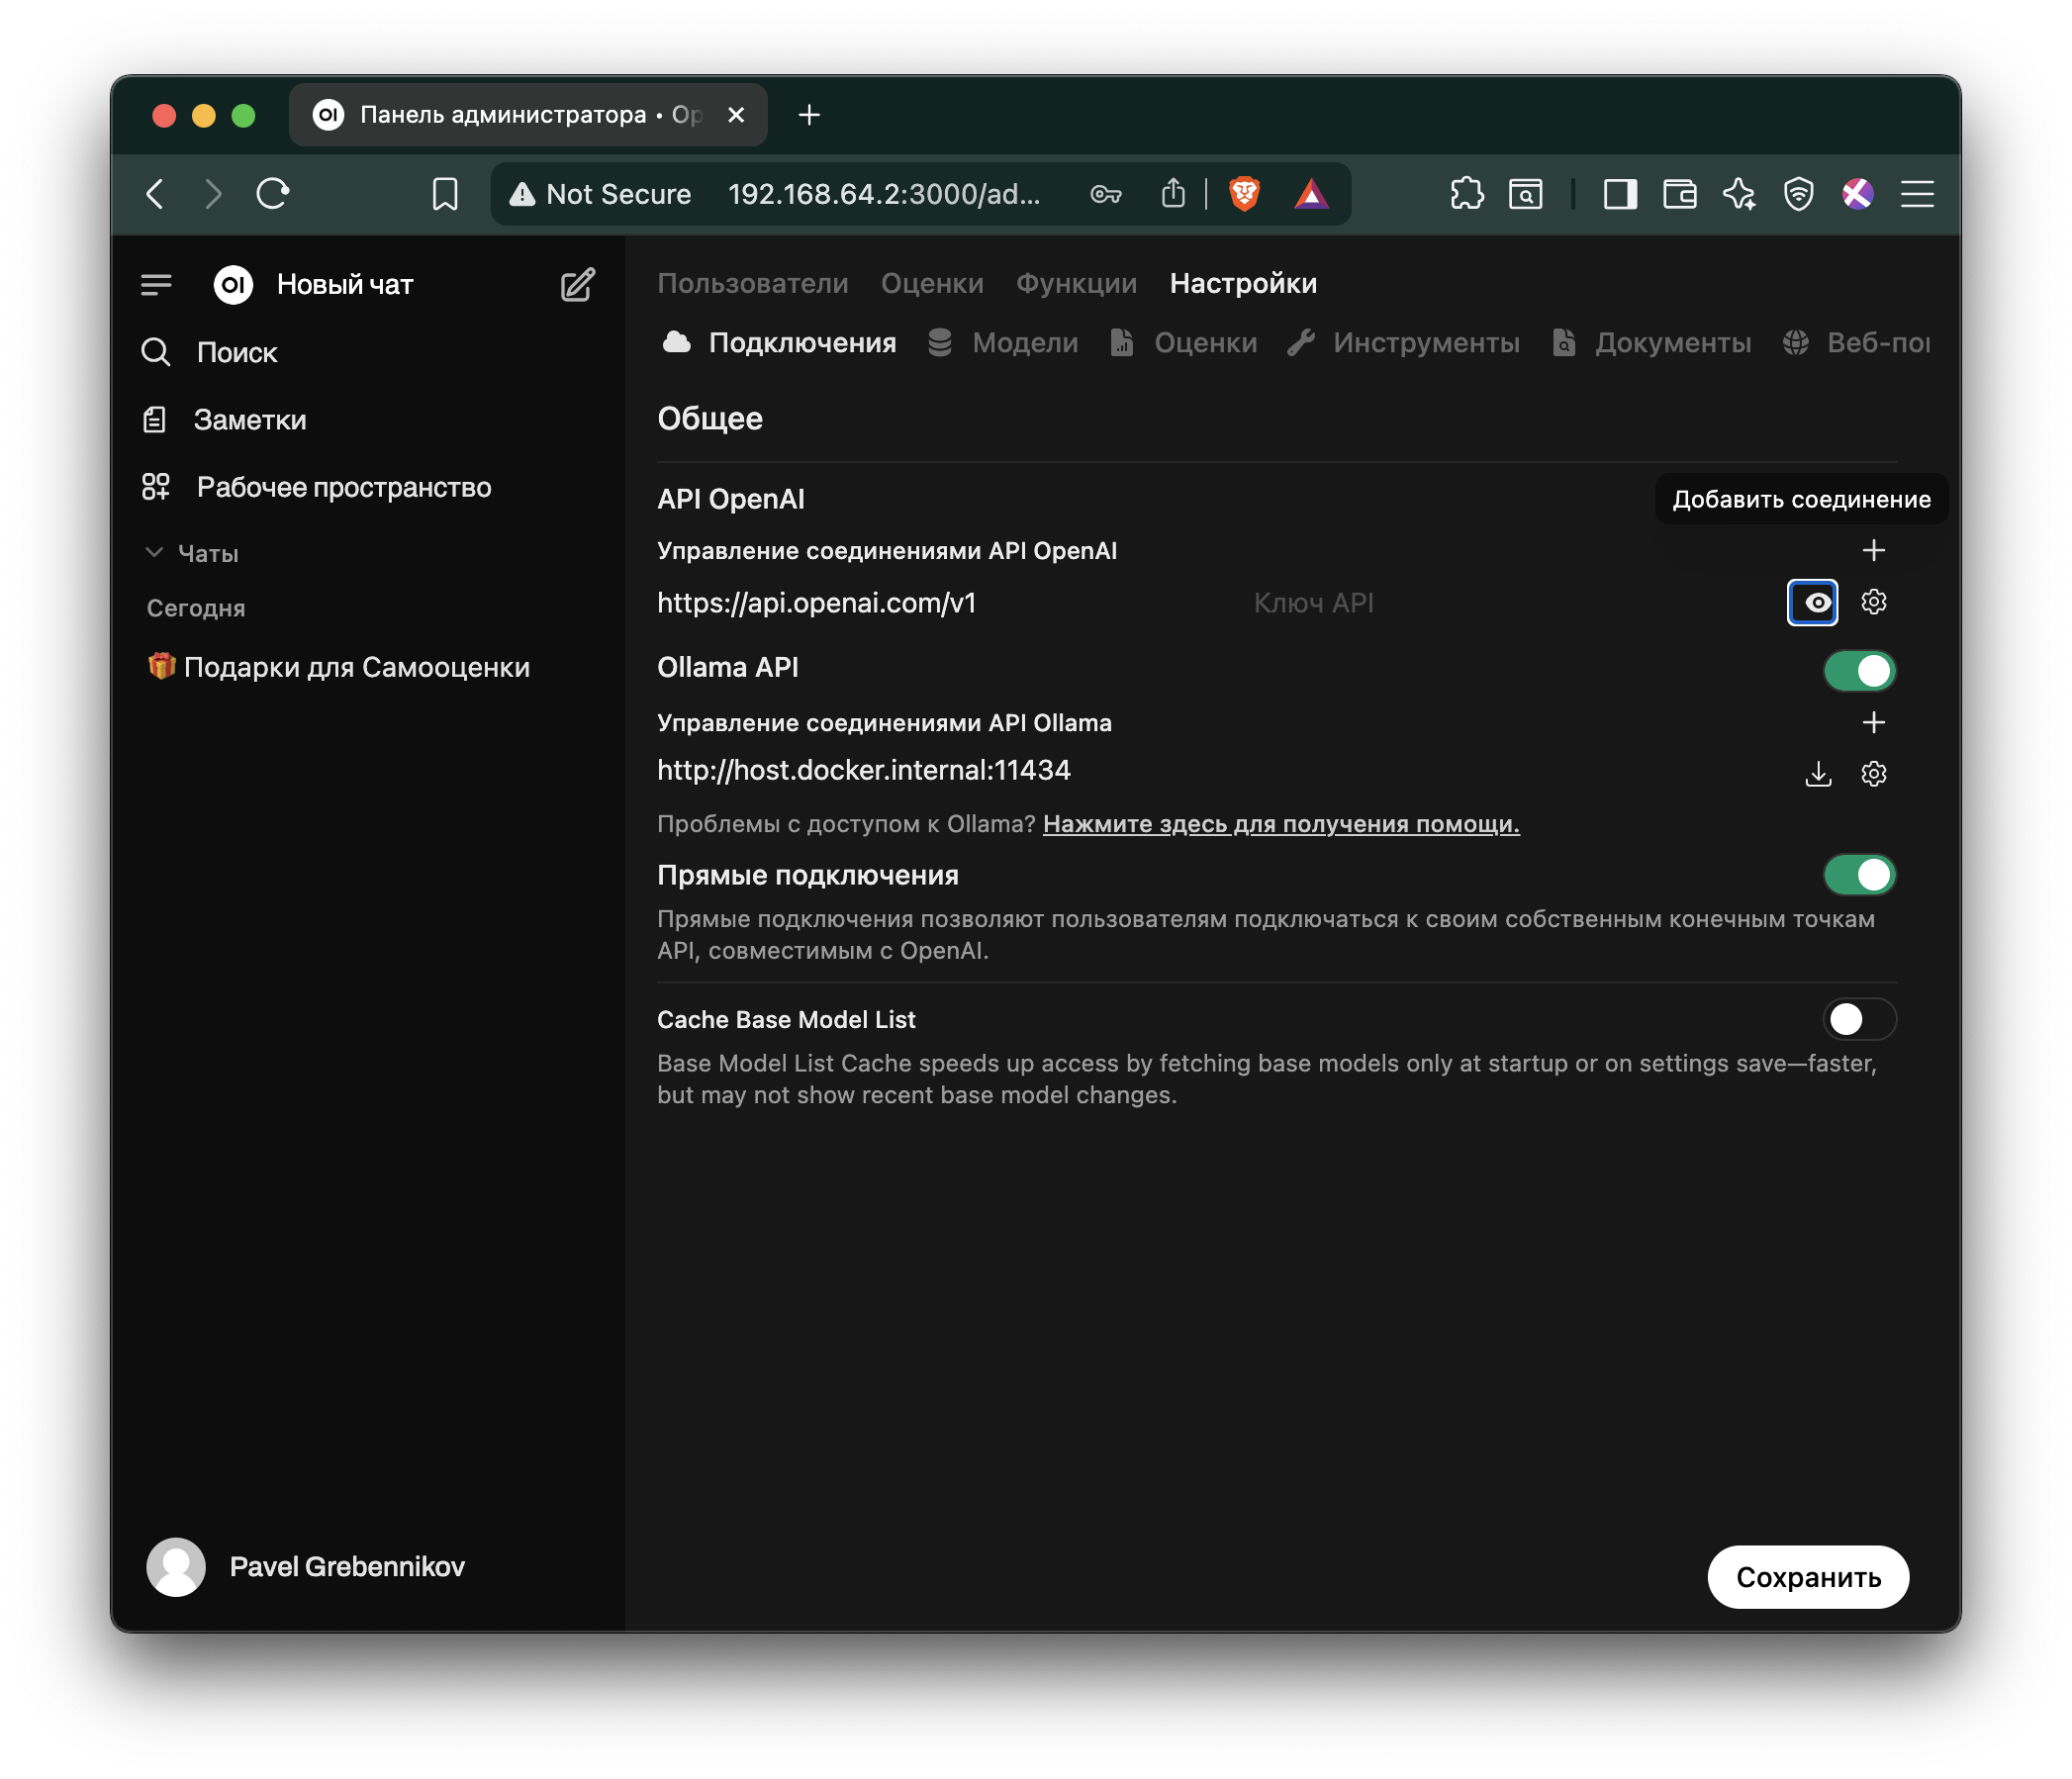 Панель администратора • Op
Not Secure 192.168.64.2:3000/ad...
OI Новый чат
Поиск
Заметки
Рабочее пространство
Чаты
Сегодня
Подарки для Самооценки
Pavel Grebennikov
Пользователи Оценки Функции Настройки
Подключения Модели Оценки Инструменты Документы Веб-пои
Общее
API OpenAI
Добавить соединение
Управление соединениями API OpenAI
https://api.openai.com/v1 Ключ API
Ollama API
Управление соединениями API Ollama
http://host.docker.internal:11434
Проблемы с доступом к Ollama? Нажмите здесь для получения помощи.
Прямые подключения
Прямые подключения позволяют пользователям подключаться к своим собственным конечным точкам
API, совместимым с OpenAI.
Cache Base Model List
Base Model List Cache speeds up access by fetching base models only at startup or on settings save—faster,
but may not show recent base model changes.
Сохранить